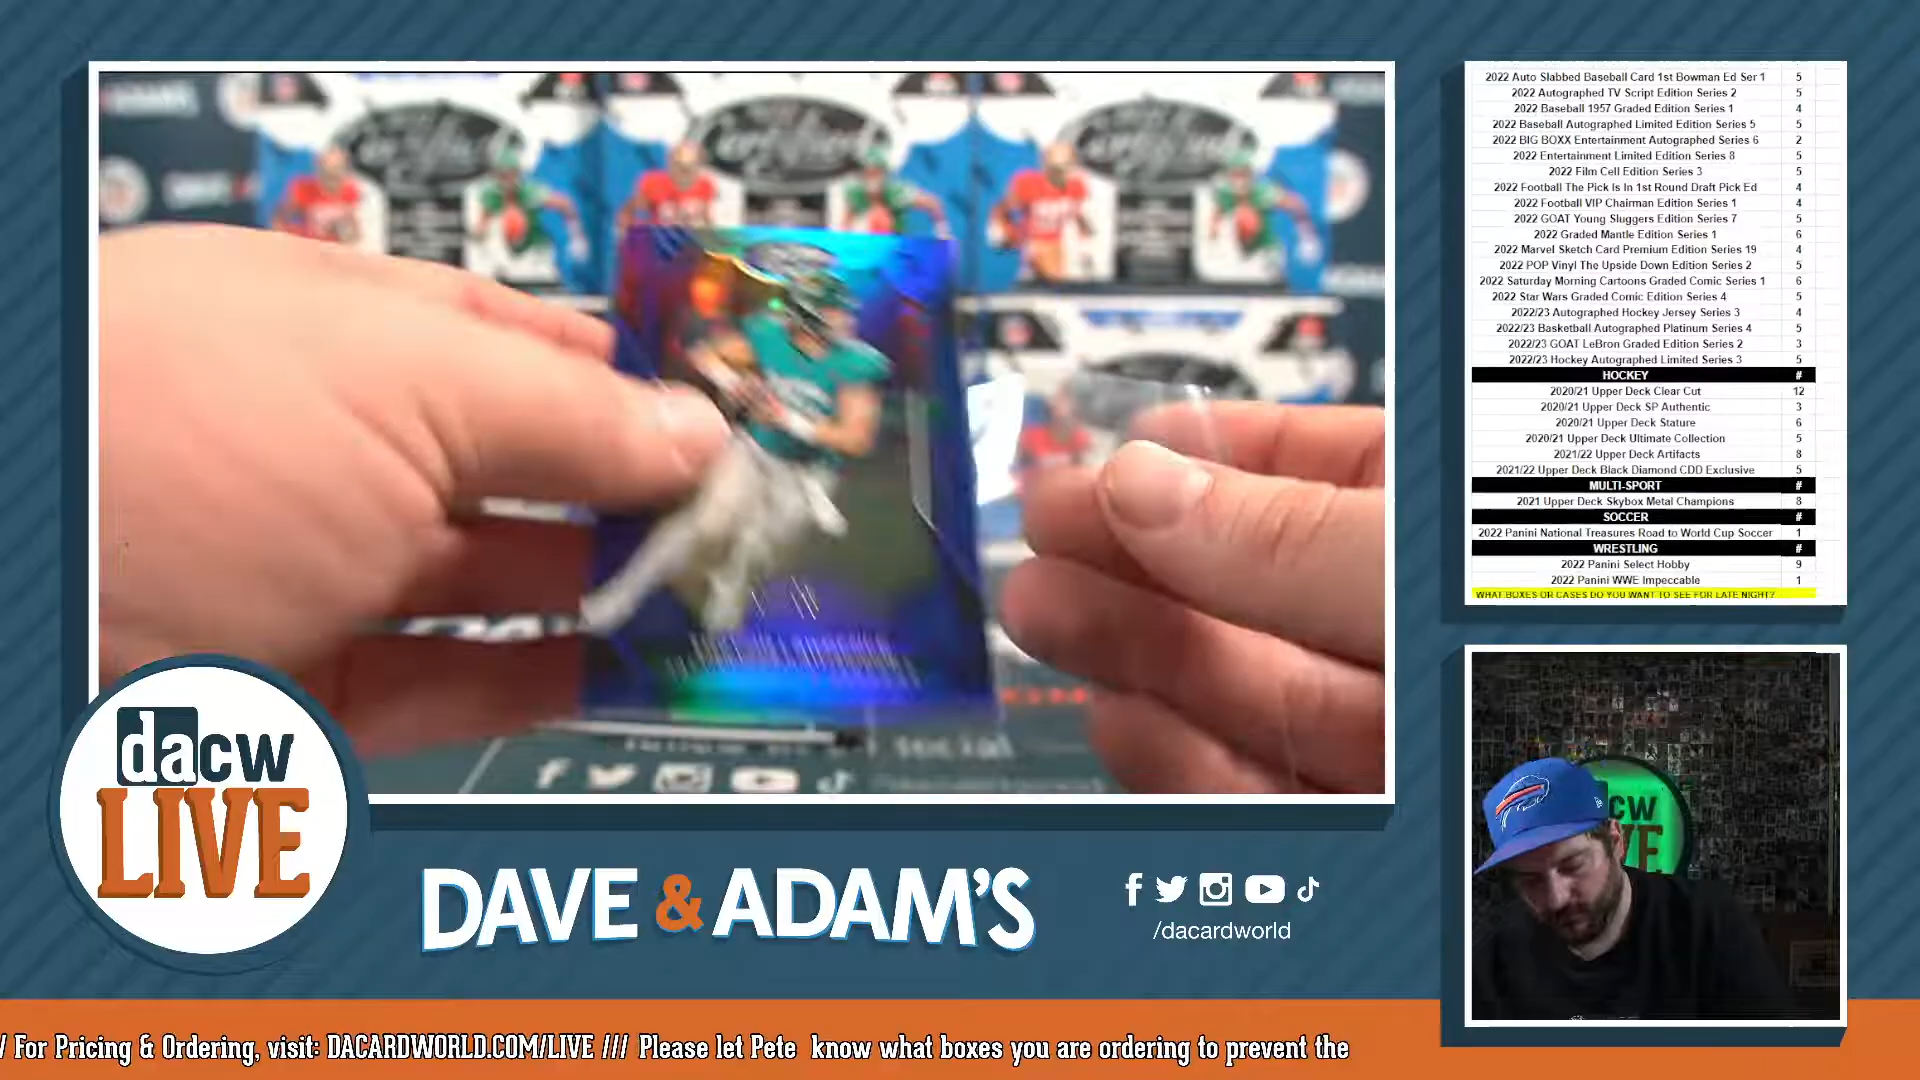 2022 Auto Slabbed Baseball Card 1st Bowman Ed Ser 1 5
2022 Autographed TV Script Edition Series 2 5
2022 Baseball 1957 Graded Edition Series 1 4
2022 Baseball Autographed Limited Edition Series 5 5
2022 BIG BOXX Entertainment Autographed Series 6 2
2022 Entertainment Limited Edition Series 8 5
2022 Film Cell Edition Series 3 5
2022 Football The Pick Is In 1st Round Draft Pick Ed 4
2022 Football VIP Chairman Edition Series 1 4
2022 GOAT Young Sluggers Edition Series 7 5
2022 Graded Mantle Edition Series 1 6
2022 Marvel Sketch Card Premium Edition Series 19 4
2022 POP Vinyl The Upside Down Edition Series 2 5
2022 Saturday Morning Cartoons Graded Comic Series 1 6
2022 Star Wars Graded Comic Edition Series 4 5
2022/23 Autographed Hockey Jersey Series 3 4
2022/23 Basketball Autographed Platinum Series 4 5
2022/23 GOAT LeBron Graded Edition Series 2 3
2022/23 Hockey Autographed Limited Series 3 5
HOCKEY #
2020/21 Upper Deck Clear Cut 12
2020/21 Upper Deck SP Authentic 3
2020/21 Upper Deck Stature 6
2020/21 Upper Deck Ultimate Collection 5
2021/22 Upper Deck Artifacts 8
2021/22 Upper Deck Black Diamond CDD Exclusive 5
MULTI-SPORT #
2021 Upper Deck Skybox Metal Champions 8
SOCCER #
2022 Panini National Treasures Road to World Cup Soccer 1
WRESTLING #
2022 Panini Select Hobby 9
2022 Panini WWE Impeccable 1
WHAT BOXES OR CASES DO YOU WANT TO SEE FOR LATE NIGHT?
social
dacw
LIVE
DAVE & ADAM'S
/dacardworld
CW
For Pricing & Ordering, visit: DACARDWORLD.COM/LIVE /// Please let Pete know what boxes you are ordering to prevent the